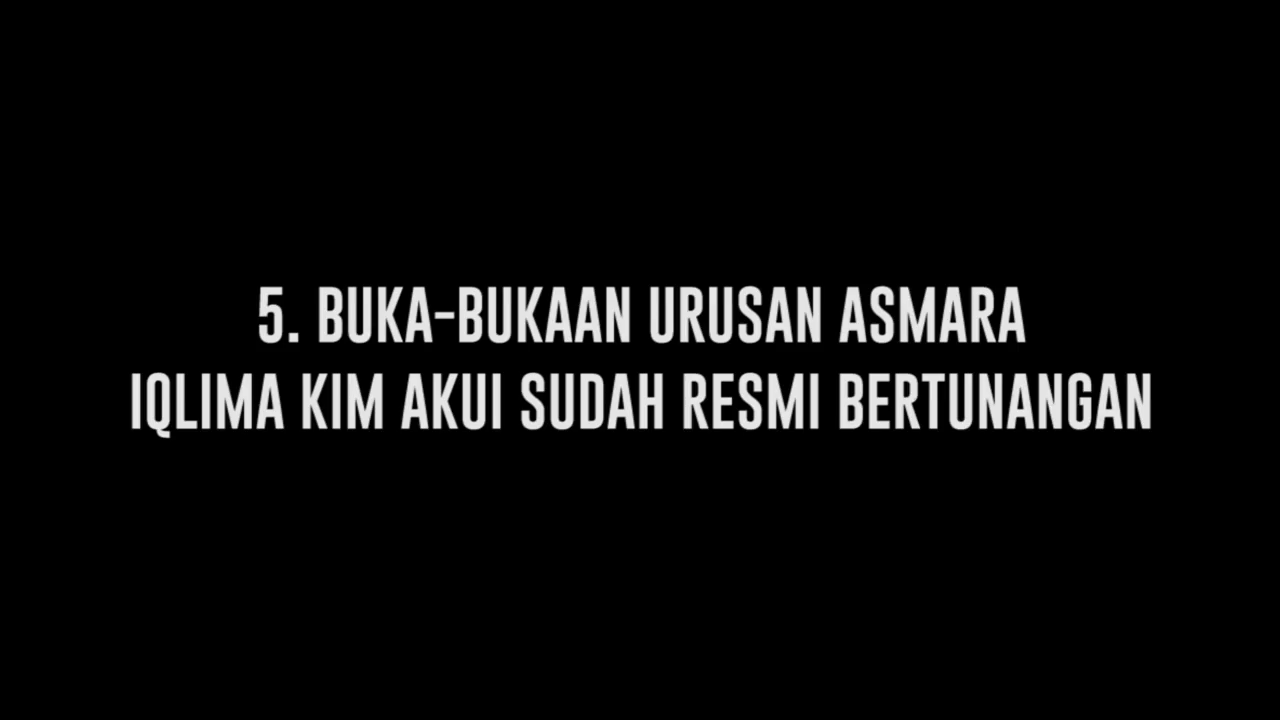 5. BUKA-BUKAAN URUSAN ASMARA
IQLIMA KIM AKUI SUDAH RESMI BERTUNANGAN